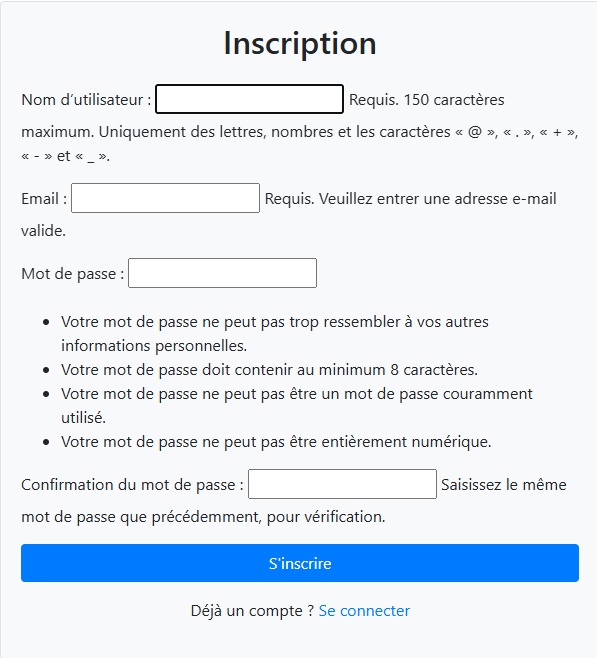 Inscription
Nom d’utilisateur : Requis. 150 caractères
maximum. Uniquement des lettres, nombres et les caractères « @ », « . », « + »,
« - » et « _ ».
Email : Requis. Veuillez entrer une adresse e-mail
valide.
Mot de passe :
• Votre mot de passe ne peut pas trop ressembler à vos autres
informations personnelles.
• Votre mot de passe doit contenir au minimum 8 caractères.
• Votre mot de passe ne peut pas être un mot de passe couramment
utilisé.
• Votre mot de passe ne peut pas être entièrement numérique.
Confirmation du mot de passe : Saisissez le même
mot de passe que précédemment, pour vérification.
S'inscrire
Déjà un compte ? Se connecter